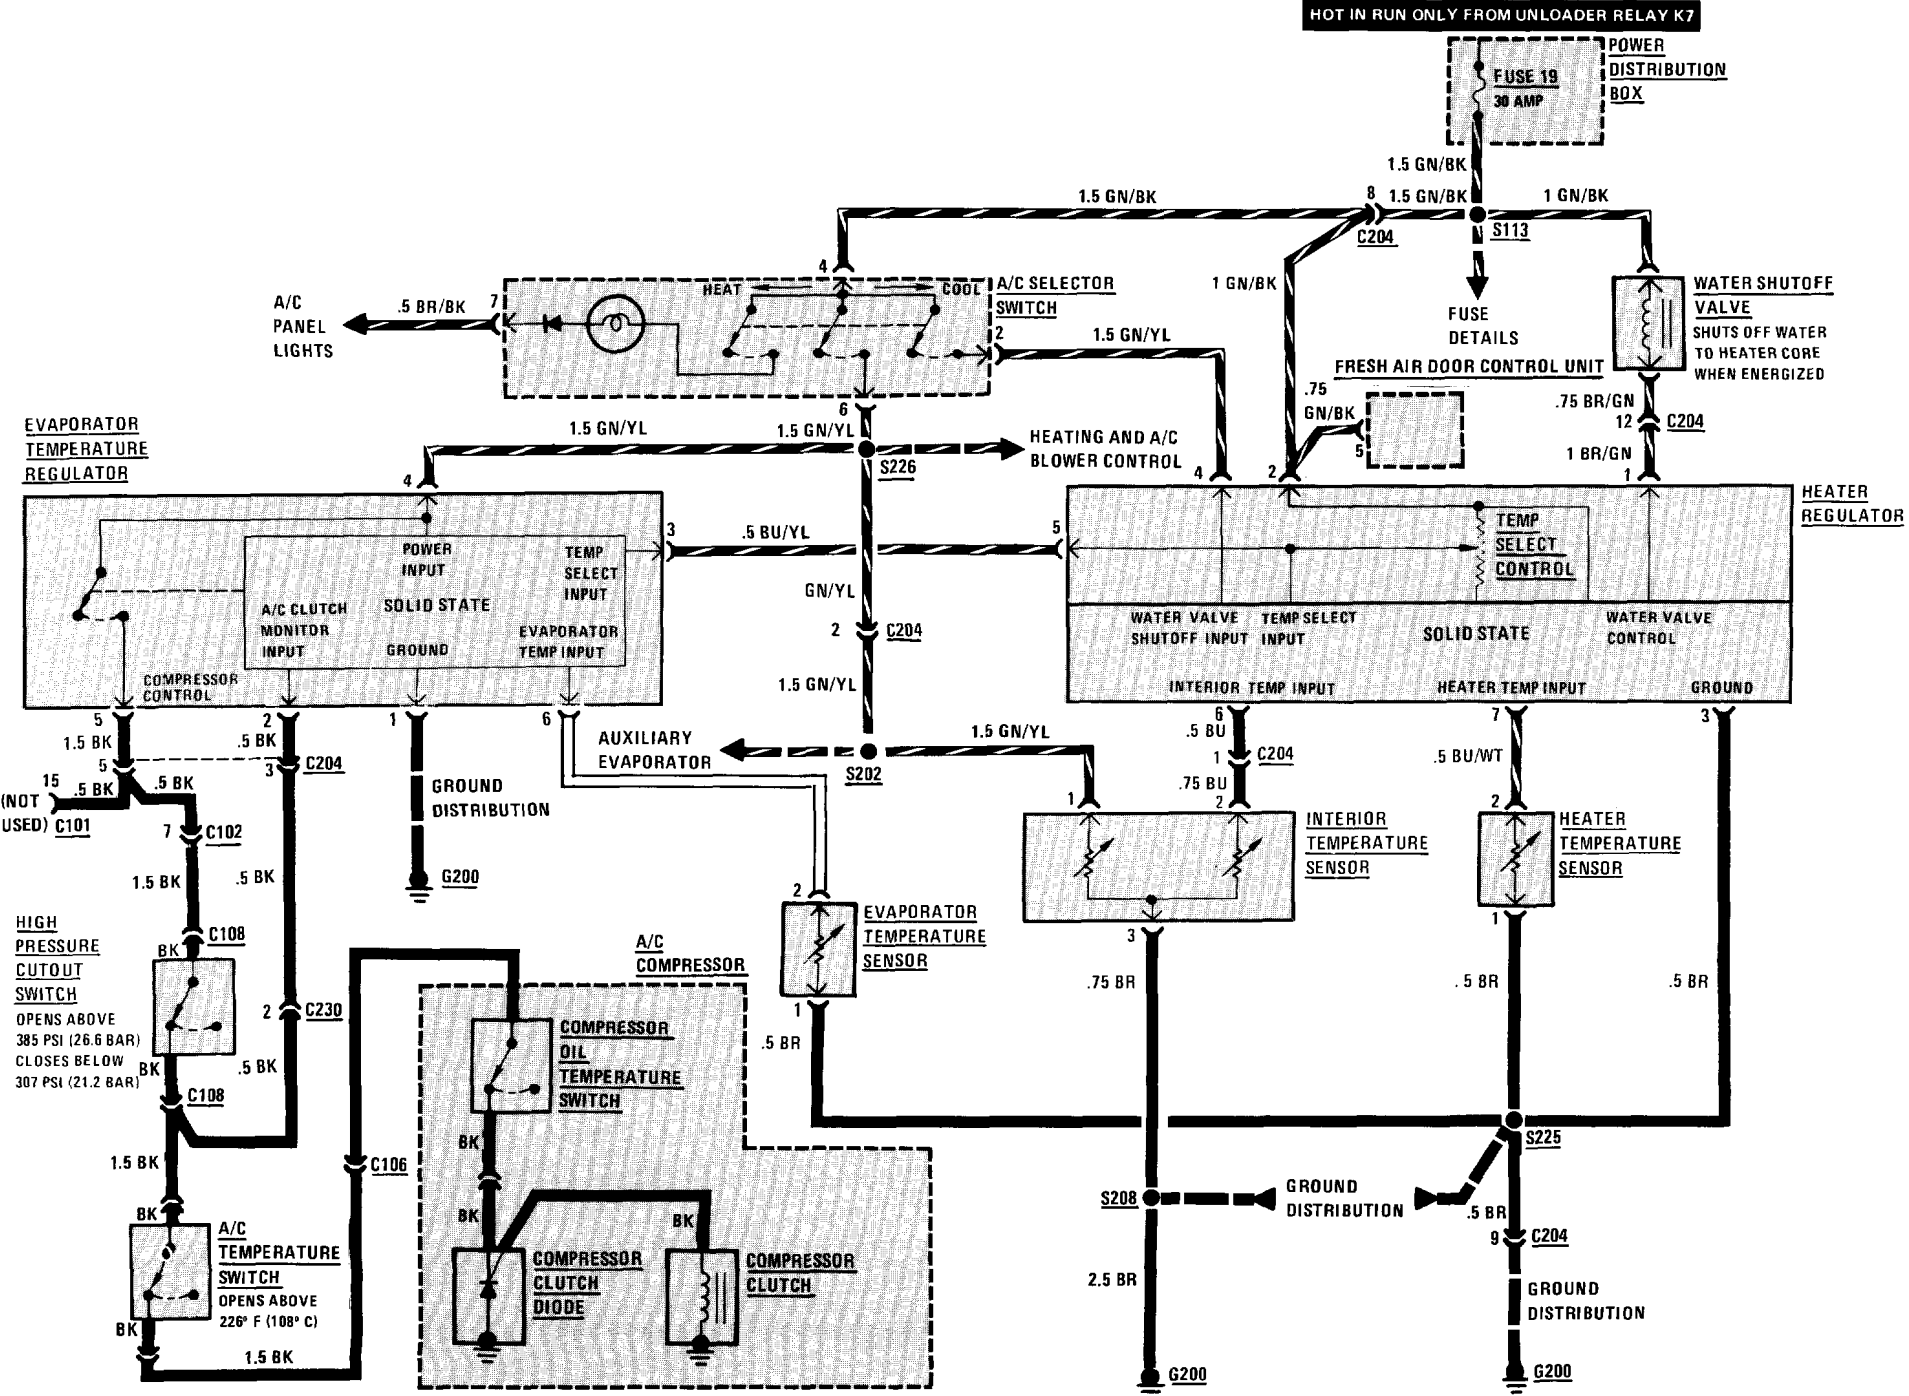 HOT IN RUN ONLY FROM UNLOADER RELAY K7
POWER
DISTRIBUTION
BOX
FUSE 19
30 AMP
1.5 GN/BK
1.5 GN/BK
8
1.5 GN/BK
1 GN/BK
C204
S113
4
A/C SELECTOR
SWITCH
HEAT
COOL
1 GN/BK
WATER SHUTOFF
VALVE
SHUTS OFF WATER
TO HEATER CORE
WHEN ENERGIZED
A/C
PANEL
LIGHTS
.5 BR/BK
7
2
1.5 GN/YL
FUSE
DETAILS
FRESH AIR DOOR CONTROL UNIT
.75
GN/BK
5
.75 BR/GN
12
C204
1 BR/GN
1
6
1.5 GN/YL
1.5 GN/YL
S226
HEATING AND A/C
BLOWER CONTROL
4
2
EVAPORATOR
TEMPERATURE
REGULATOR
4
HEATER
REGULATOR
3
.5 BU/YL
5
POWER
INPUT
TEMP
SELECT
INPUT
TEMP
SELECT
CONTROL
A/C CLUTCH
MONITOR
INPUT
SOLID STATE
GROUND
EVAPORATOR
TEMP INPUT
GN/YL
2
C204
1.5 GN/YL
WATER VALVE
SHUTOFF INPUT
TEMP SELECT
INPUT
SOLID STATE
WATER VALVE
CONTROL
INTERIOR TEMP INPUT
HEATER TEMP INPUT
GROUND
COMPRESSOR
CONTROL
5
2
1
6
6
7
3
1.5 BK
.5 BK
5
3
C204
15
(NOT
USED)
.5 BK
C101
.5 BK
AUXILIARY
EVAPORATOR
S202
1.5 GN/YL
.5 BU
1
C204
.75 BU
.5 BU/WT
GROUND
DISTRIBUTION
1
2
2
7
C102
INTERIOR
TEMPERATURE
SENSOR
HEATER
TEMPERATURE
SENSOR
1.5 BK
.5 BK
G200
2
EVAPORATOR
TEMPERATURE
SENSOR
3
1
HIGH
PRESSURE
CUTOUT
SWITCH
OPENS ABOVE
385 PSI (26.6 BAR)
CLOSES BELOW
307 PSI (21.2 BAR)
BK
C108
A/C
COMPRESSOR
1
.5 BR
.75 BR
.5 BR
.5 BR
2
C230
COMPRESSOR
OIL
TEMPERATURE
SWITCH
BK
.5 BK
C108
1.5 BK
C106
BK
S225
BK
BK
BK
S208
GROUND
DISTRIBUTION
.5 BR
9
C204
A/C
TEMPERATURE
SWITCH
OPENS ABOVE
226° F (108° C)
COMPRESSOR
CLUTCH
DIODE
COMPRESSOR
CLUTCH
2.5 BR
GROUND
DISTRIBUTION
BK
1.5 BK
G200
G200